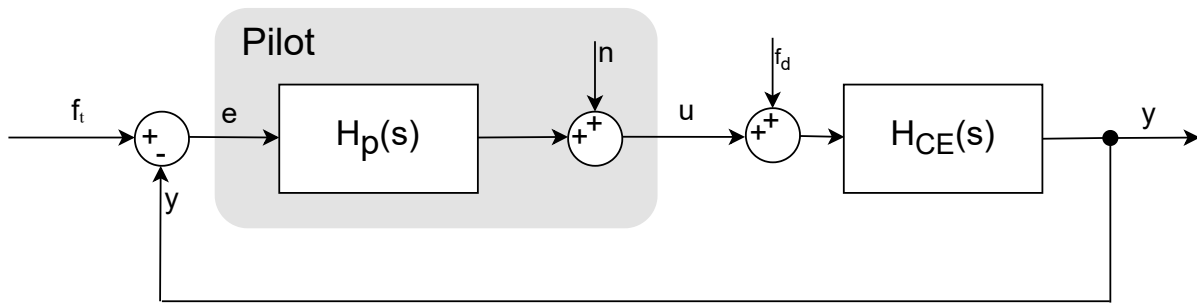 Pilot
n
f_d
f_t
+
-
e
H_p(s)
+
+
u
+
+
H_CE(s)
y
y